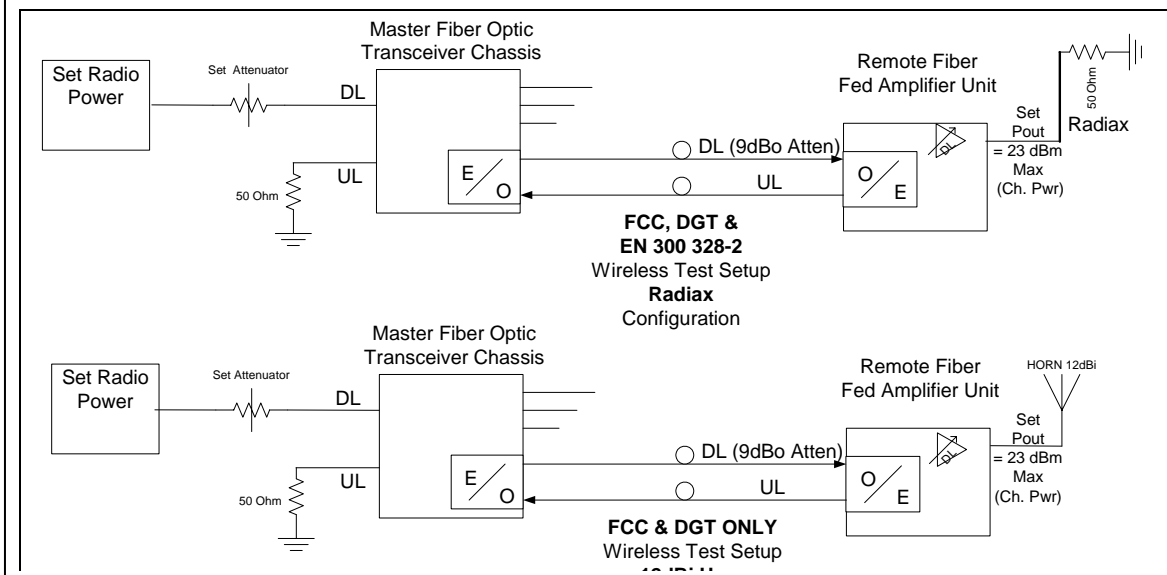 Master Fiber Optic
Transceiver Chassis
Set Radio
Power
Set Attenuator
DL
UL
50 Ohm
E
O
DL (9dBo Atten)
UL
Remote Fiber
Fed Amplifier Unit
DL
O
E
Set
Pout
= 23 dBm
Max
(Ch. Pwr)
50 Ohm
Radiax
FCC, DGT &
EN 300 328-2
Wireless Test Setup
Radiax
Configuration
Master Fiber Optic
Transceiver Chassis
Set Radio
Power
Set Attenuator
DL
UL
50 Ohm
E
O
DL (9dBo Atten)
UL
Remote Fiber
Fed Amplifier Unit
DL
O
E
HORN 12dBi
Set
Pout
= 23 dBm
Max
(Ch. Pwr)
FCC & DGT ONLY
Wireless Test Setup